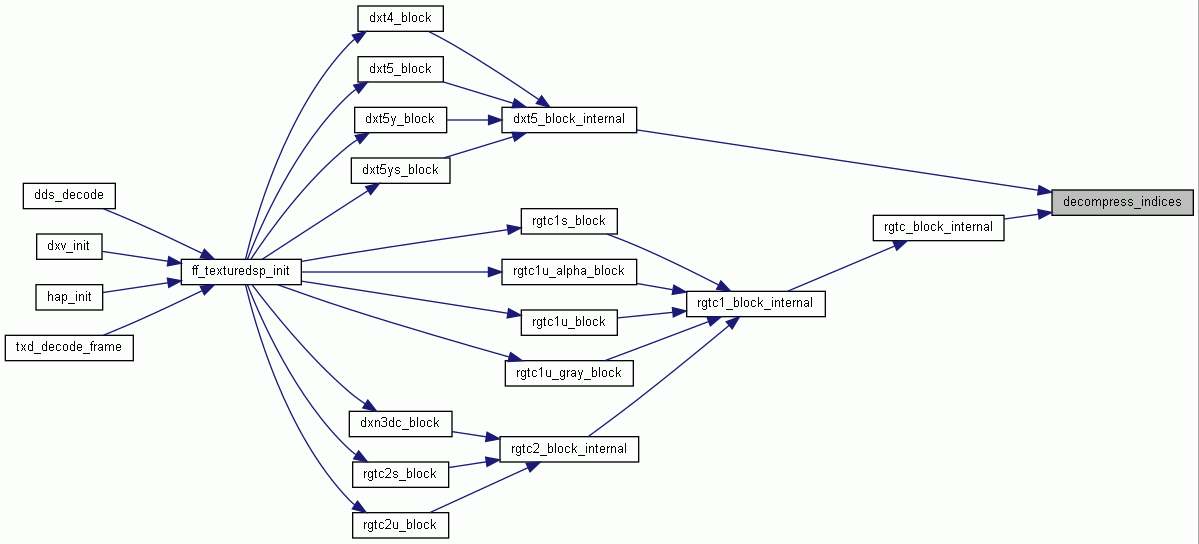 dxt4_block
dxt5_block
dxt5y_block
dxt5_block_internal
dxt5ys_block
dds_decode
decompress_indices
rgtc1s_block
rgtc_block_internal
dxv_init
ff_texturedsp_init
rgtc1u_alpha_block
hap_init
rgtc1_block_internal
rgtc1u_block
txd_decode_frame
rgtc1u_gray_block
dxn3dc_block
rgtc2_block_internal
rgtc2s_block
rgtc2u_block